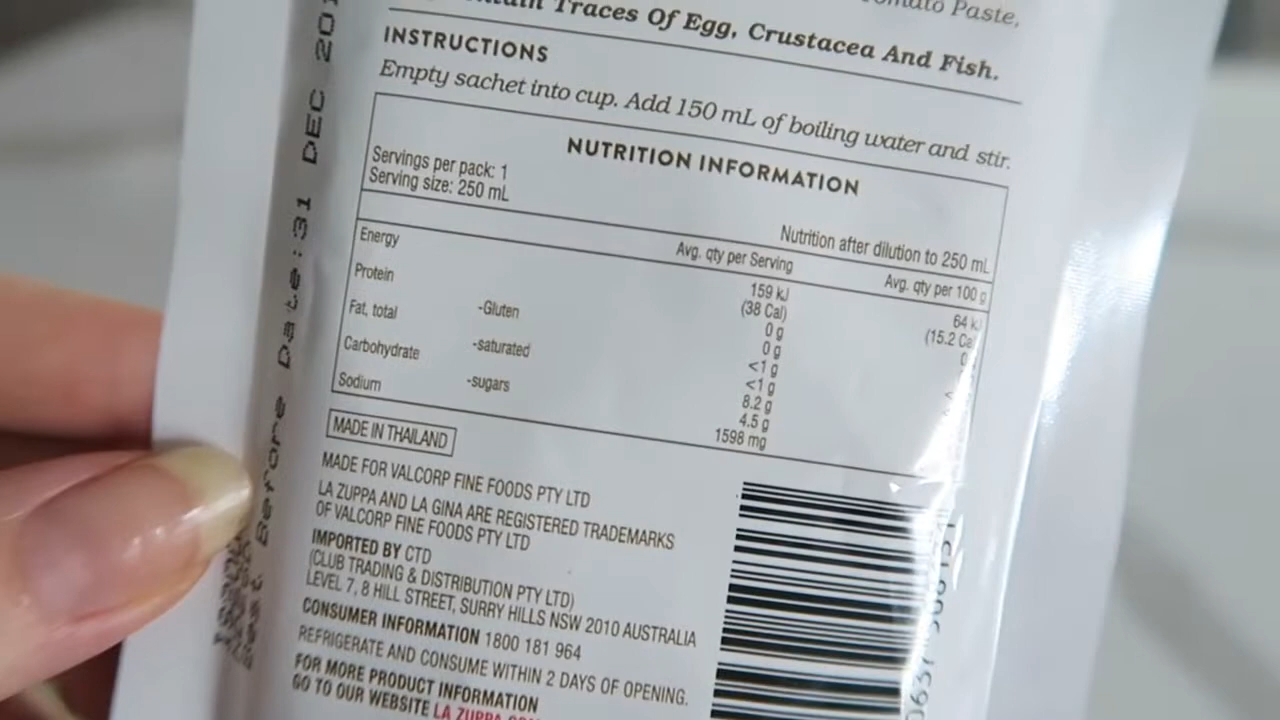 Paste,
Traces Of Egg, Crustacea And Fish.
INSTRUCTIONS
Empty sachet into cup. Add 150 mL of boiling water and stir.
NUTRITION INFORMATION
Servings per pack: 1
Serving size: 250 mL
Nutrition after dilution to 250 mL
Avg. qty per Serving Avg. qty per 100 g
Energy 159 kJ 64 kJ
(38 Cal) (15.2
Protein 0 g
-Gluten 0 g
Fat, total <1 g
-saturated <1 g
Carbohydrate 8.2 g
-sugars 4.5 g
Sodium 1598 mg
MADE IN THAILAND
MADE FOR VALCORP FINE FOODS PTY LTD
LA ZUPPA AND LA GINA ARE REGISTERED TRADEMARKS
OF VALCORP FINE FOODS PTY LTD
IMPORTED BY CTD
(CLUB TRADING & DISTRIBUTION PTY LTD)
LEVEL 7, 8 HILL STREET, SURRY HILLS NSW 2010 AUSTRALIA
CONSUMER INFORMATION 1800 181 964
REFRIGERATE AND CONSUME WITHIN 2 DAYS OF OPENING.
FOR MORE PRODUCT INFORMATION
GO TO OUR WEBSITE LA
Best Before Date:31 DEC